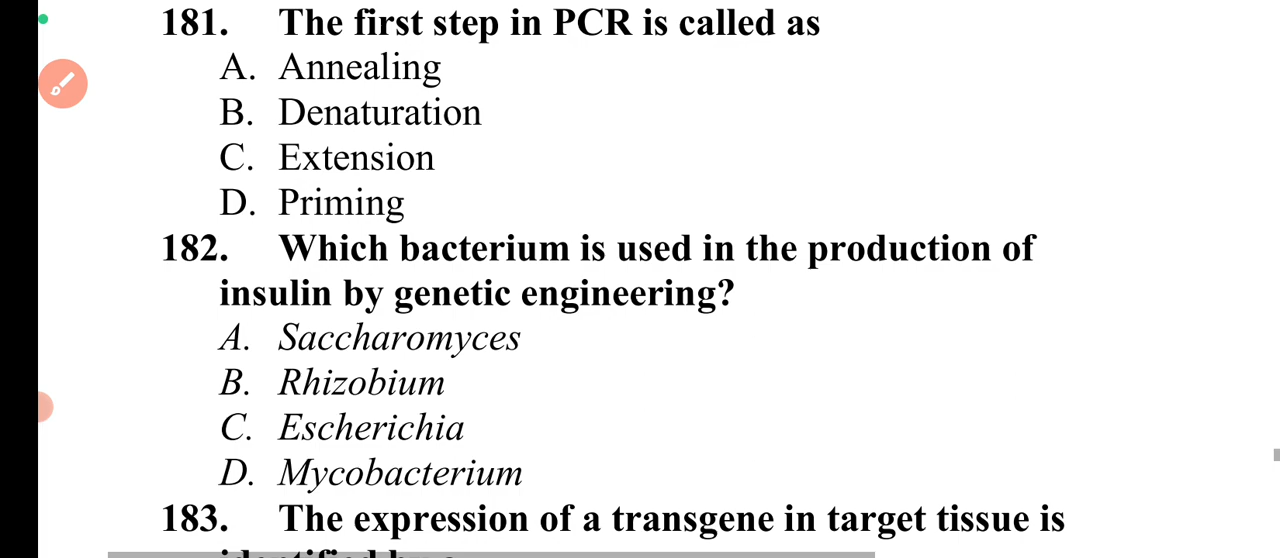 181. The first step in PCR is called as
A. Annealing
B. Denaturation
C. Extension
D. Priming
182. Which bacterium is used in the production of
insulin by genetic engineering?
A. Saccharomyces
B. Rhizobium
C. Escherichia
D. Mycobacterium
183. The expression of a transgene in target tissue is